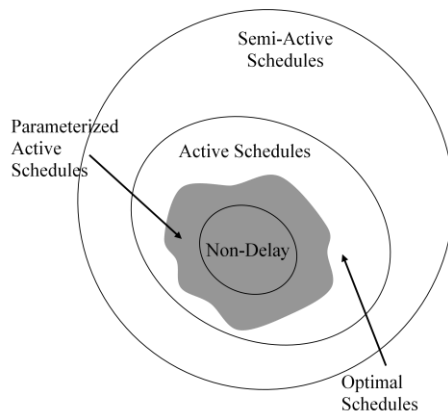 Semi-Active
Schedules
Parameterized
Active
Schedules
Active Schedules
Non-Delay
Optimal
Schedules